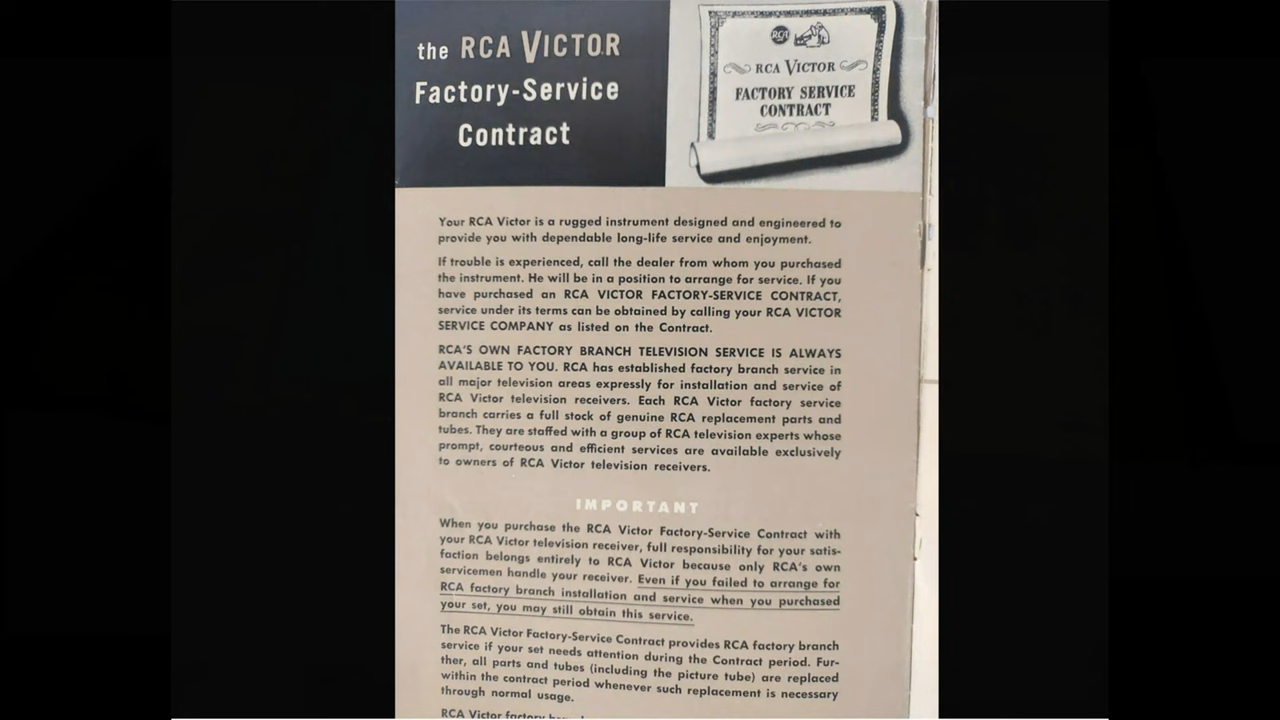 the RCA VICTOR
Factory-Service
Contract
RCA
RCA VICTOR
FACTORY SERVICE
CONTRACT
Your RCA Victor is a rugged instrument designed and engineered to
provide you with dependable long-life service and enjoyment.
If trouble is experienced, call the dealer from whom you purchased
the instrument. He will be in a position to arrange for service. If you
have purchased an RCA VICTOR FACTORY-SERVICE CONTRACT,
service under its terms can be obtained by calling your RCA VICTOR
SERVICE COMPANY as listed on the Contract.
RCA'S OWN FACTORY BRANCH TELEVISION SERVICE IS ALWAYS
AVAILABLE TO YOU. RCA has established factory branch service in
all major television areas expressly for installation and service of
RCA Victor television receivers. Each RCA Victor factory service
branch carries a full stock of genuine RCA replacement parts and
tubes. They are staffed with a group of RCA television experts whose
prompt, courteous and efficient services are available exclusively
to owners of RCA Victor television receivers.
IMPORTANT
When you purchase the RCA Victor Factory-Service Contract with
your RCA Victor television receiver, full responsibility for your satis-
faction belongs entirely to RCA Victor because only RCA's own
servicemen handle your receiver. Even if you failed to arrange for
RCA factory branch installation and service when you purchased
your set, you may still obtain this service.
The RCA Victor Factory-Service Contract provides RCA factory branch
service if your set needs attention during the Contract period. Fur-
ther, all parts and tubes (including the picture tube) are replaced
within the contract period whenever such replacement is necessary
through normal usage.
RCA Victor factory